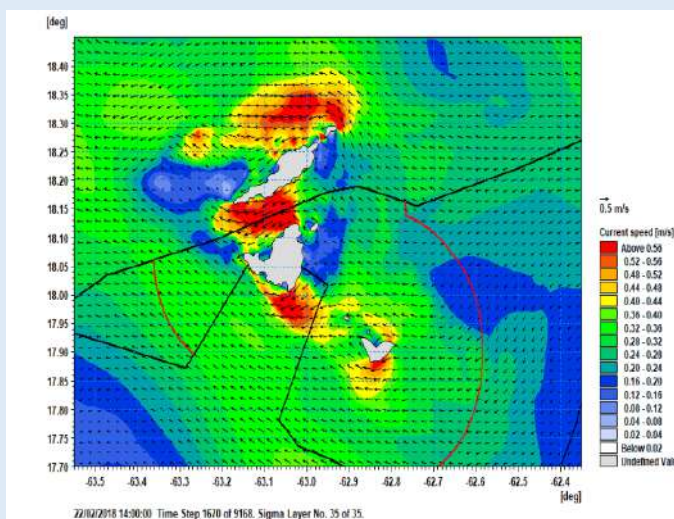 [deg]
18.45
18.40
18.35
18.30
18.25
18.20
18.15
18.10
18.05
18.00
17.95
17.90
17.85
17.80
17.75
17.70
-63.5 -63.4 -63.3 -63.2 -63.1 -63.0 -62.9 -62.8 -62.7 -62.6 -62.5 -62.4
[deg]
0.5 m/s
Current speed [m/s]
Above 0.56
0.52 - 0.56
0.48 - 0.52
0.44 - 0.48
0.40 - 0.44
0.36 - 0.40
0.32 - 0.36
0.28 - 0.32
0.24 - 0.28
0.20 - 0.24
0.16 - 0.20
0.12 - 0.16
0.08 - 0.12
0.04 - 0.08
0.02 - 0.04
Below 0.02
Undefined Valu
22/02/2018 14:00:00 Time Step 1670 of 9168. Sigma Layer No. 35 of 35.